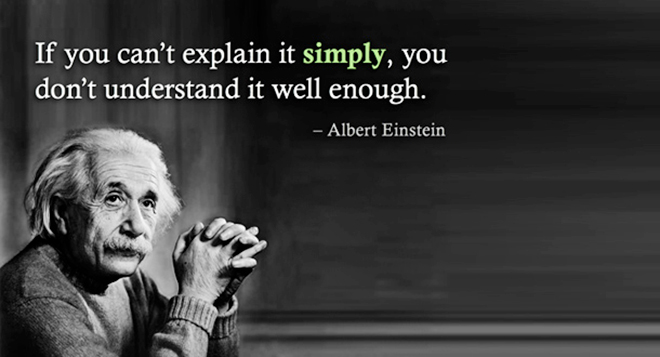 If you can’t explain it simply, you
don’t understand it well enough.
– Albert Einstein